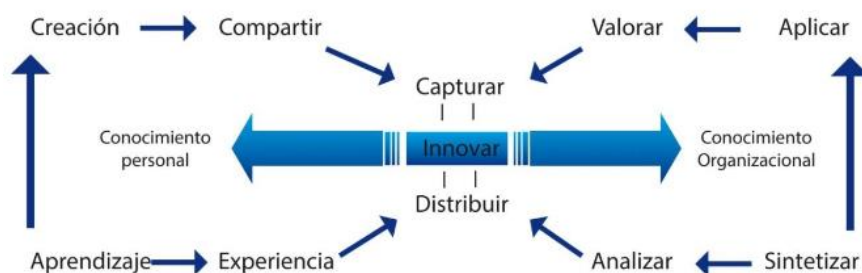 Creación
Compartir
Valorar
Aplicar
Capturar
Conocimiento
personal
Innovar
Conocimiento
Organizacional
Distribuir
Aprendizaje
Experiencia
Analizar
Sintetizar